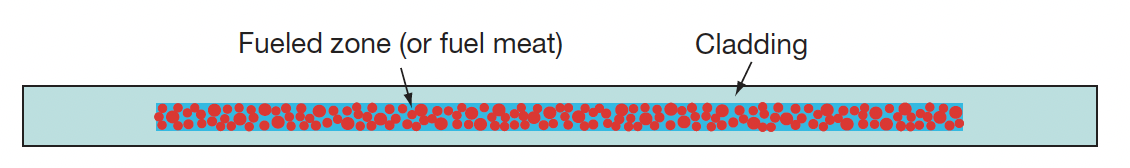 Fueled zone (or fuel meat)
Cladding